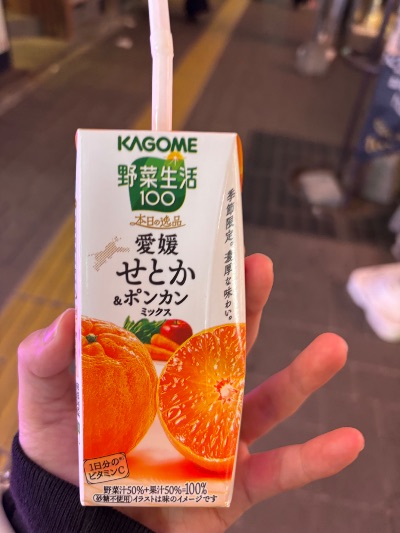 KAGOME
野菜生活
100
本日の逸品
愛媛
せとか
&ポンカン
ミックス
季節限定。濃厚な味わい。
1日分の
ビタミンC
野菜汁50%+果汁50%=100%
砂糖不使用 イラストは味のイメージです